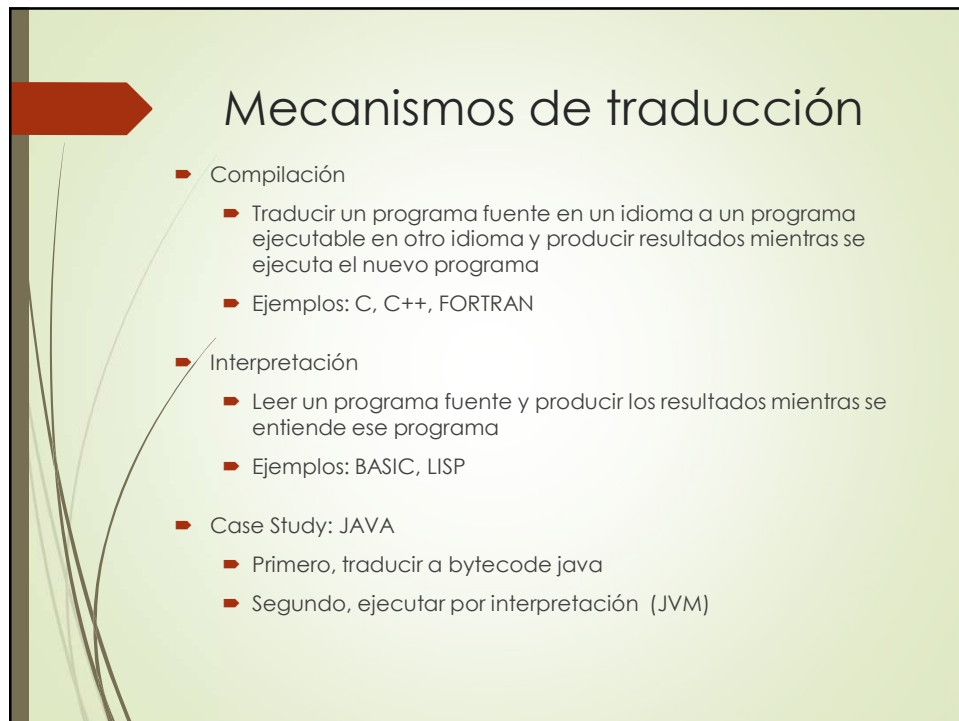 Mecanismos de traducción
Compilación
Traducir un programa fuente en un idioma a un programa
ejecutable en otro idioma y producir resultados mientras se
ejecuta el nuevo programa
Ejemplos: C, C++, FORTRAN
Interpretación
Leer un programa fuente y producir los resultados mientras se
entiende ese programa
Ejemplos: BASIC, LISP
Case Study: JAVA
Primero, traducir a bytecode java
Segundo, ejecutar por interpretación (JVM)